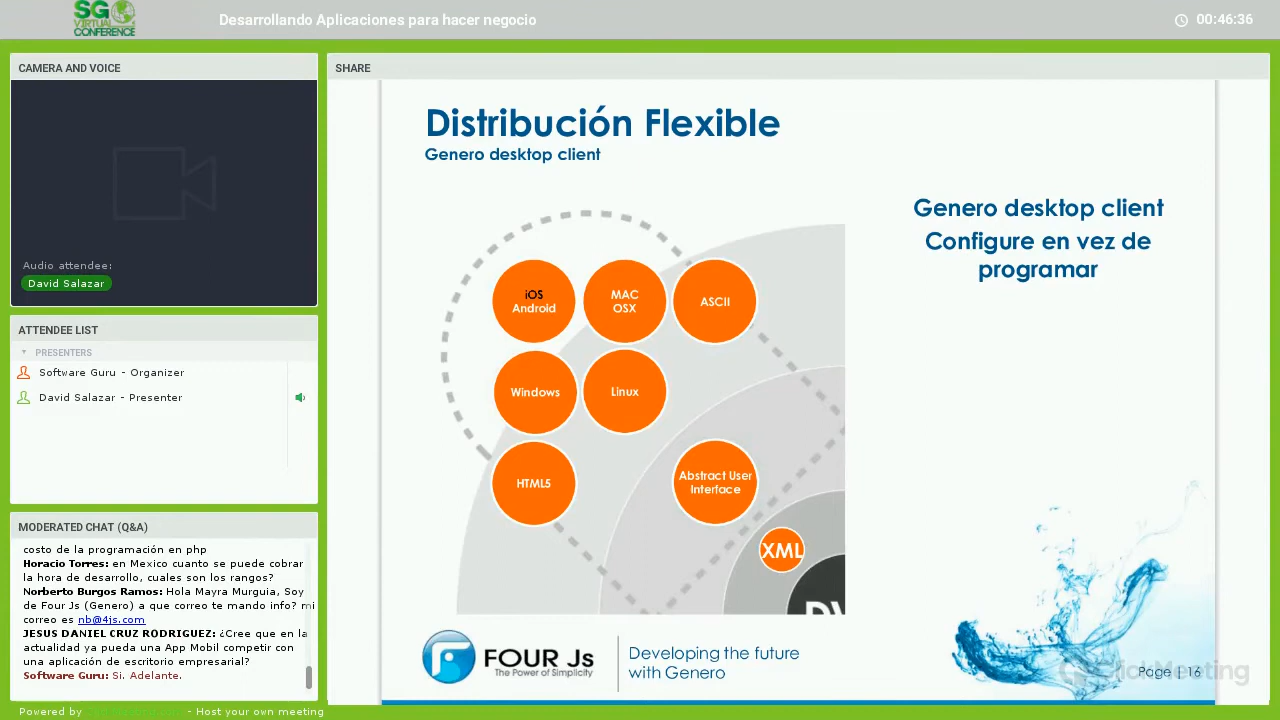 SG
VIRTUAL
CONFERENCE
Desarrollando Aplicaciones para hacer negocio
00:46:36
CAMERA AND VOICE
Audio attendee:
David Salazar
ATTENDEE LIST
PRESENTERS
Software Guru - Organizer
David Salazar - Presenter
MODERATED CHAT (Q&A)
costo de la programación en php
Horacio Torres: en Mexico cuanto se puede cobrar
la hora de desarrollo, cuales son los rangos?
Norberto Burgos Ramos: Hola Mayra Murguia, Soy
de Four Js (Genero) a que correo te mando info? mi
correo es nb@4js.com
JESUS DANIEL CRUZ RODRIGUEZ: ¿Cree que en la
actualidad ya pueda una App Mobil competir con
una aplicación de escritorio empresarial?
Software Guru: Si. Adelante.
Powered by
- Host your own meeting
SHARE
Distribución Flexible
Genero desktop client
Genero desktop client
Configure en vez de
programar
iOS
Android
MAC
OSX
ASCII
Windows
Linux
HTML5
Abstract User
Interface
XML
FOUR Js
The Power of Simplicity
Developing the future
with Genero
Page | 16
ClickMeeting